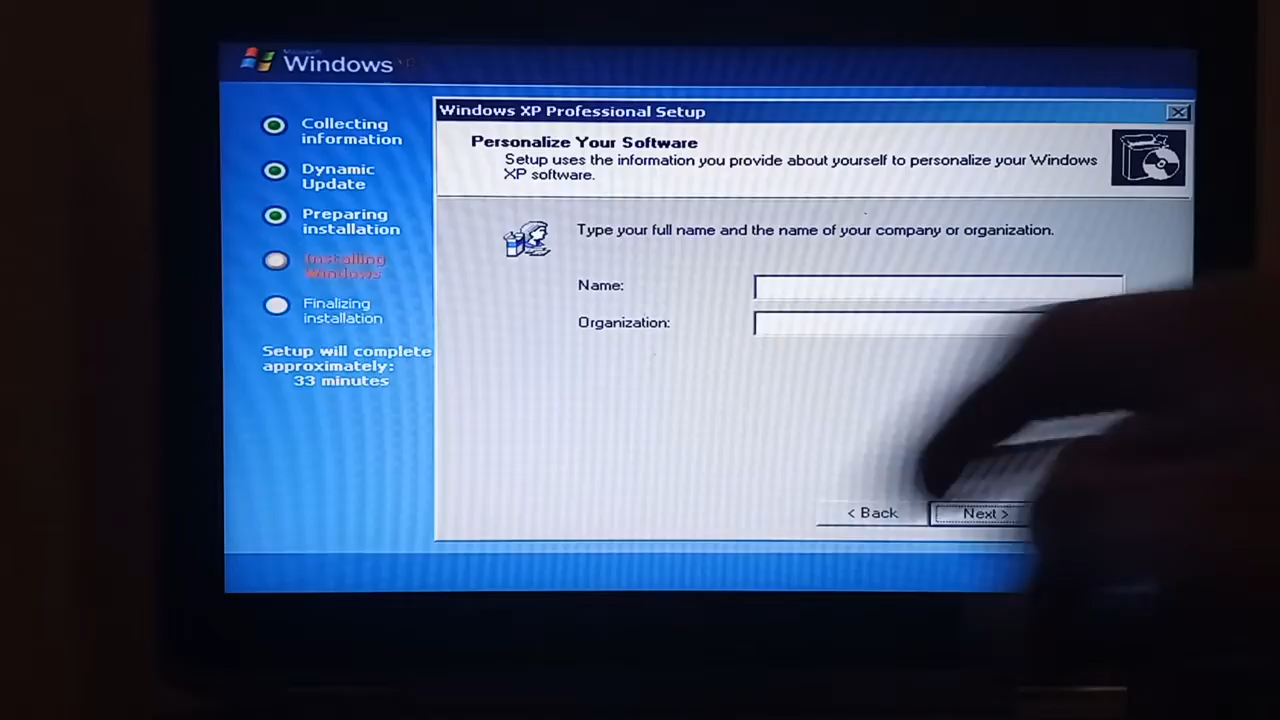 Microsoft
Windows XP
Collecting
information
Dynamic
Update
Preparing
installation
Installing
Windows
Finalizing
installation
Setup will complete
approximately:
33 minutes
Windows XP Professional Setup
Personalize Your Software
Setup uses the information you provide about yourself to personalize your Windows
XP software.
Type your full name and the name of your company or organization.
Name:
Organization:
< Back
Next >